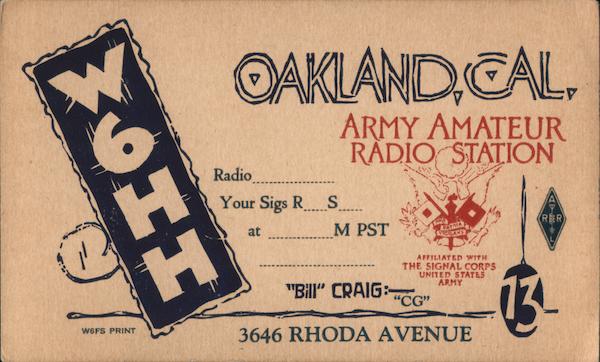 W6HH
OAKLAND, CAL.
ARMY AMATEUR
RADIO STATION
Radio
Your Sigs R S
at M PST
AFFILIATED WITH
THE SIGNAL CORPS
UNITED STATES
ARMY
ARRL
"Bill" CRAIG:—
"CG"
13
W6FS PRINT
3646 RHODA AVENUE